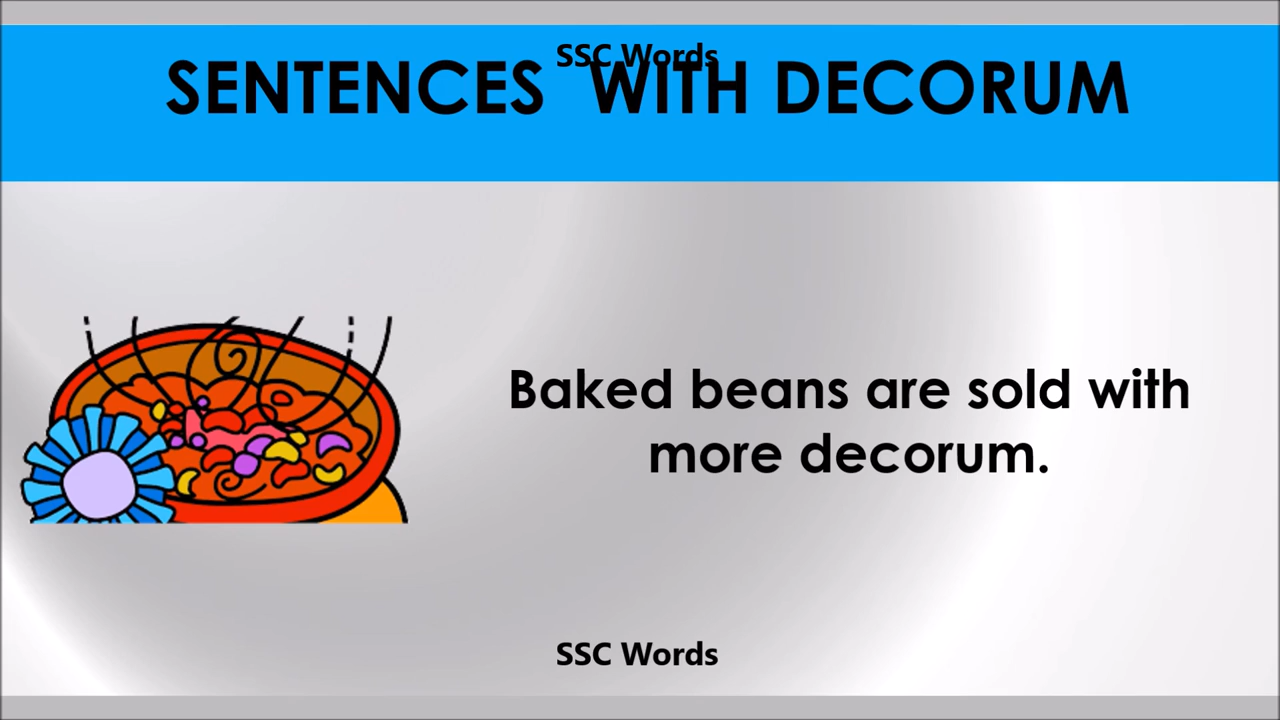 SSC Words
SENTENCES WITH DECORUM
Baked beans are sold with
more decorum.
SSC Words